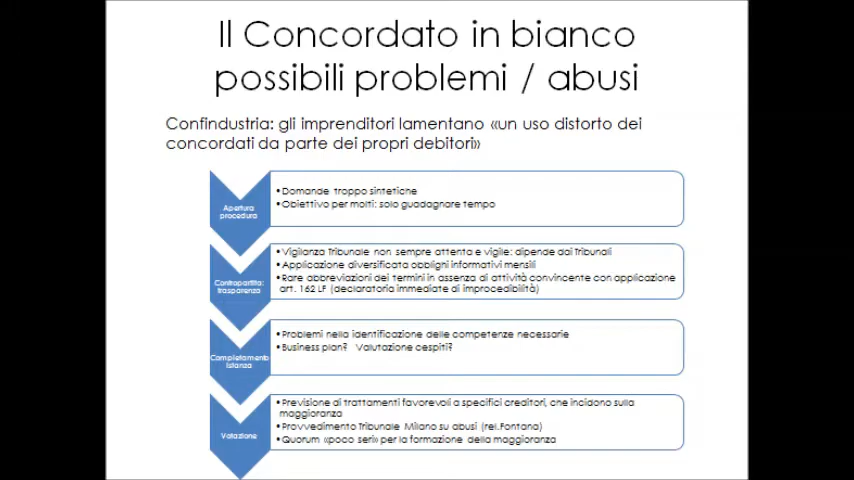 Il Concordato in bianco
possibili problemi / abusi
Confindustria: gli imprenditori lamentano «un uso distorto dei
concordati da parte dei propri debitori»
Apertura
procedura
•Domande troppo sintetiche
•Obiettivo per molti: solo guadagnare tempo
Contropartita:
trasparenza
•Vigilanza Tribunale non sempre attenta e vigile: dipende dai Tribunali
•Applicazione diversificata obblighi informativi mensili
•Rare abbreviazioni dei termini in assenza di attività convincente con applicazione
art. 162 LF (declaratoria immediate di improcedibilità)
Completamento
istanza
•Problemi nella identificazione delle competenze necessarie
•Business plan? Valutazione cespiti?
Votazione
•Previsione di trattamenti favorevoli a specifici creditori, che incidono sulla
maggioranza
•Provvedimento Tribunale Milano su abusi (rel.Fontana)
•Quorum «poco seri» per la formazione della maggioranza